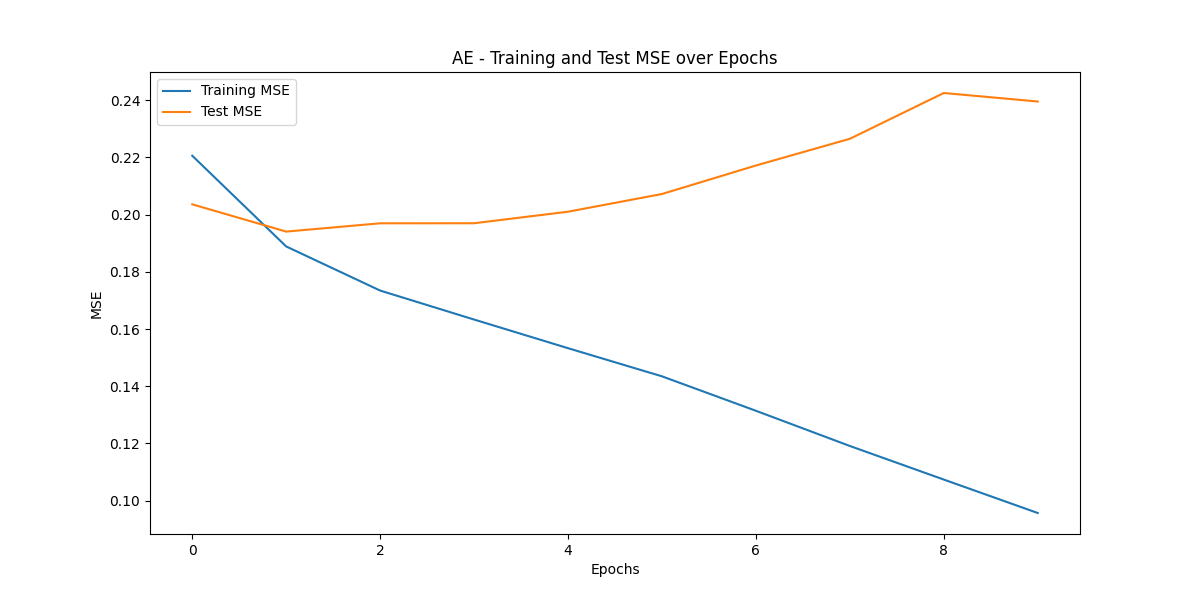 AE - Training and Test MSE over Epochs
Training MSE
Test MSE
0.24
0.22
0.20
0.18
0.16
0.14
0.12
0.10
MSE
0 2 4 6 8
Epochs